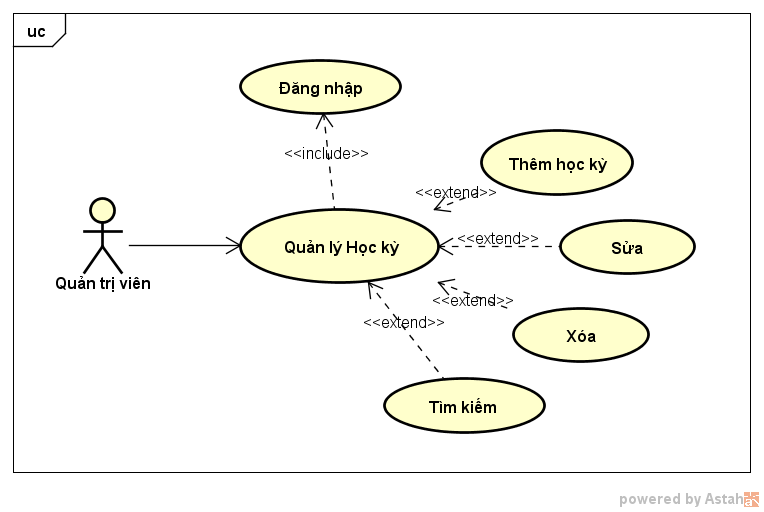 uc
Đăng nhập
<<include>>
Thêm học kỳ
<<extend>>
<<extend>>
Quản lý Học kỳ
Sửa
Quản trị viên
<<extend>>
<<extend>>
Xóa
Tìm kiếm
powered by Astah